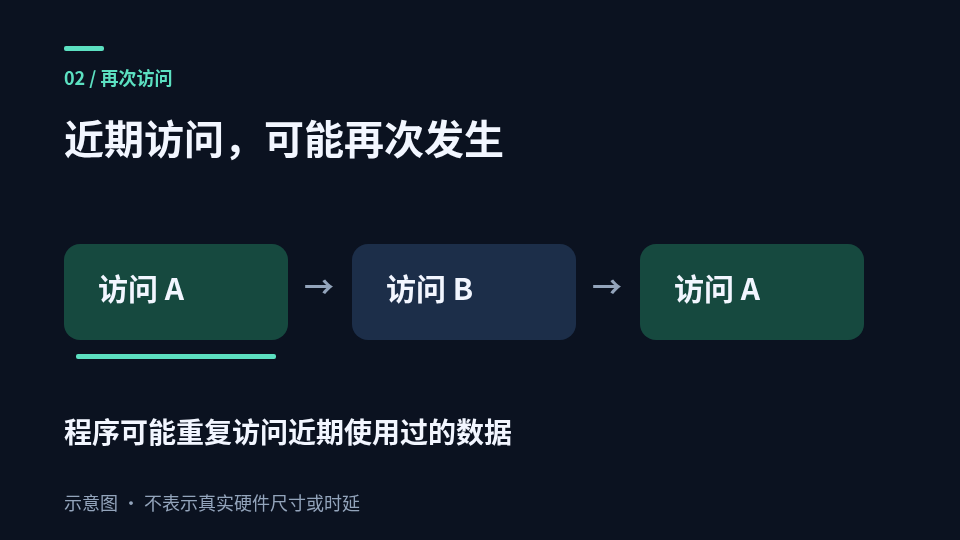 02 / 再次访问
近期访问，可能再次发生
访问 A → 访问 B → 访问 A
程序可能重复访问近期使用过的数据
示意图 · 不表示真实硬件尺寸或时延